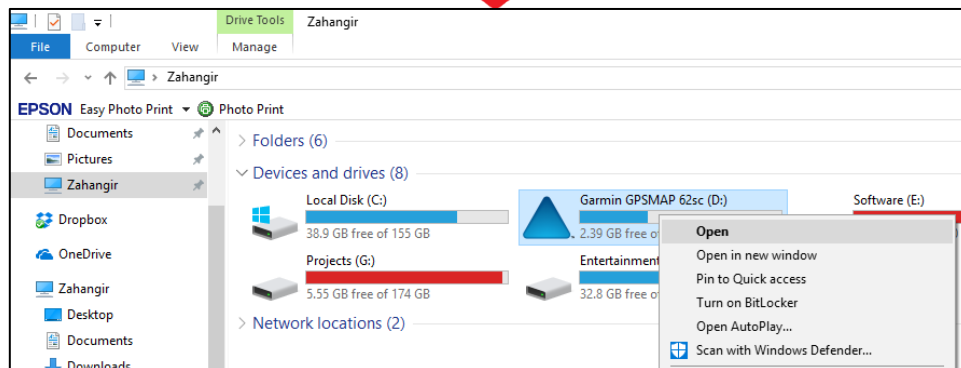 Drive Tools Zahangir
File Computer View Manage
Zahangir
EPSON Easy Photo Print Photo Print
Documents
Pictures
Zahangir
Dropbox
OneDrive
Zahangir
Desktop
Documents
Downloads
Folders (6)
Devices and drives (8)
Local Disk (C:)
38.9 GB free of 155 GB
Garmin GPSMAP 62sc (D:)
2.39 GB free
Software (E:)
Projects (G:)
5.55 GB free of 174 GB
Entertainment
32.8 GB free
Network locations (2)
Open
Open in new window
Pin to Quick access
Turn on BitLocker
Open AutoPlay...
Scan with Windows Defender...